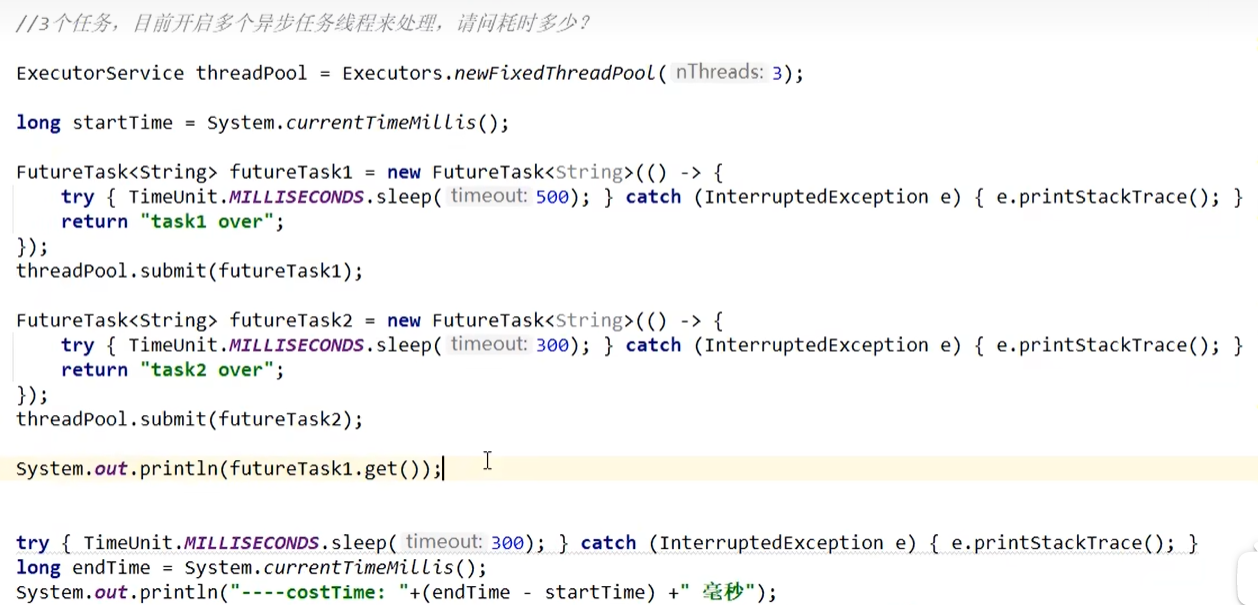 //3个任务，目前开启多个异步任务线程来处理，请问耗时多少？
ExecutorService threadPool = Executors.newFixedThreadPool( nThreads: 3);
long startTime = System.currentTimeMillis();
FutureTask<String> futureTask1 = new FutureTask<String>(() -> {
    try { TimeUnit.MILLISECONDS.sleep( timeout: 500); } catch (InterruptedException e) { e.printStackTrace(); }
    return "task1 over";
});
threadPool.submit(futureTask1);
FutureTask<String> futureTask2 = new FutureTask<String>(() -> {
    try { TimeUnit.MILLISECONDS.sleep( timeout: 300); } catch (InterruptedException e) { e.printStackTrace(); }
    return "task2 over";
});
threadPool.submit(futureTask2);
System.out.println(futureTask1.get());
try { TimeUnit.MILLISECONDS.sleep( timeout: 300); } catch (InterruptedException e) { e.printStackTrace(); }
long endTime = System.currentTimeMillis();
System.out.println("----costTime: "+(endTime - startTime) +" 毫秒");